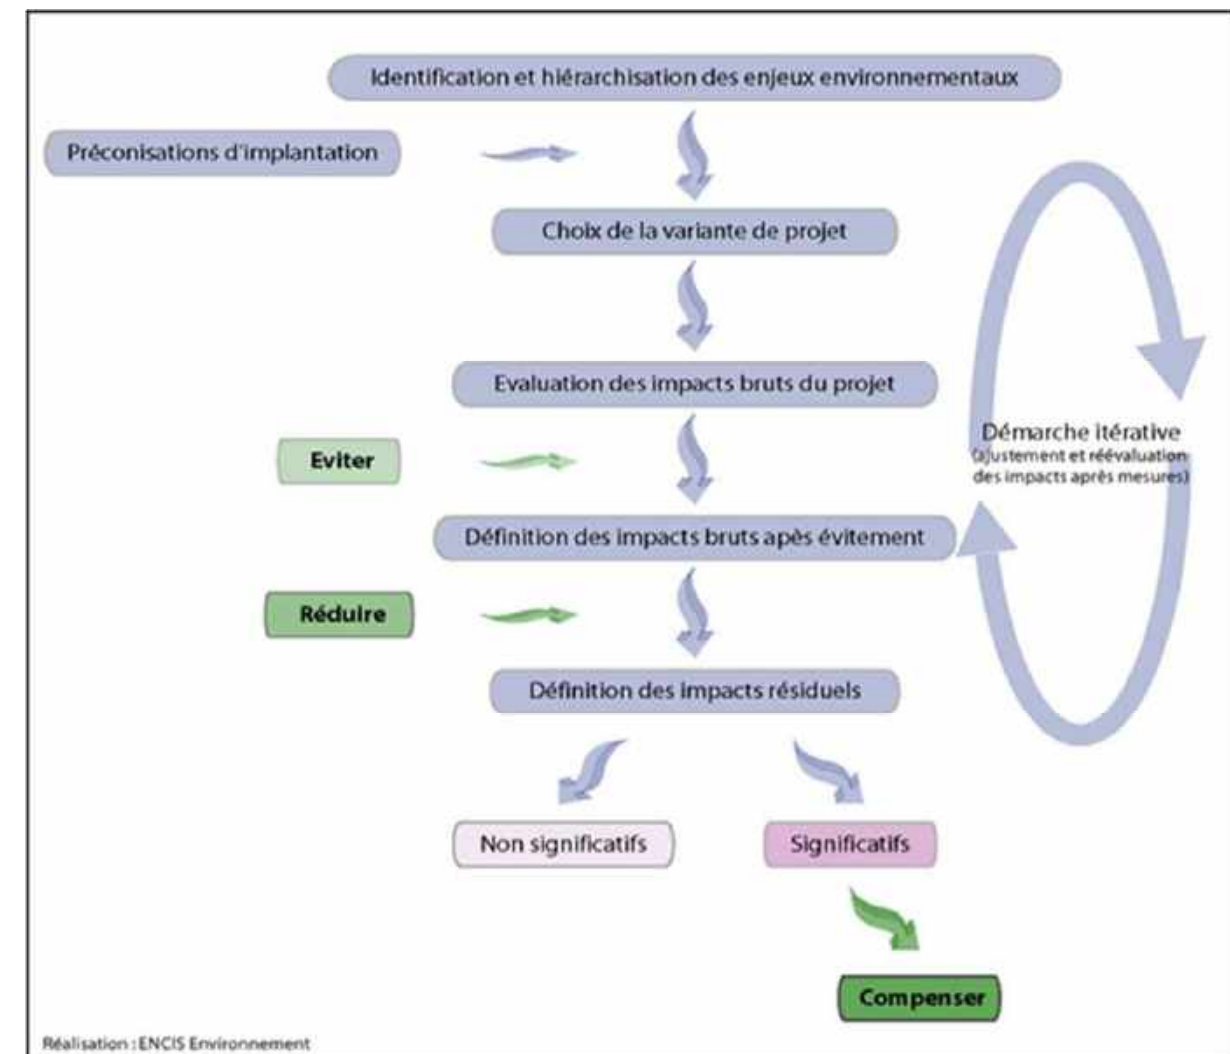 Identification et hiérarchisation des enjeux environnementaux
Préconisations d'implantation
Choix de la variante de projet
Evaluation des impacts bruts du projet
Eviter
Démarche itérative
(ajustement et réévaluation
des impacts après mesures)
Définition des impacts bruts apès évitement
Réduire
Définition des impacts résiduels
Non significatifs
Significatifs
Compenser
Réalisation : ENCIS Environnement